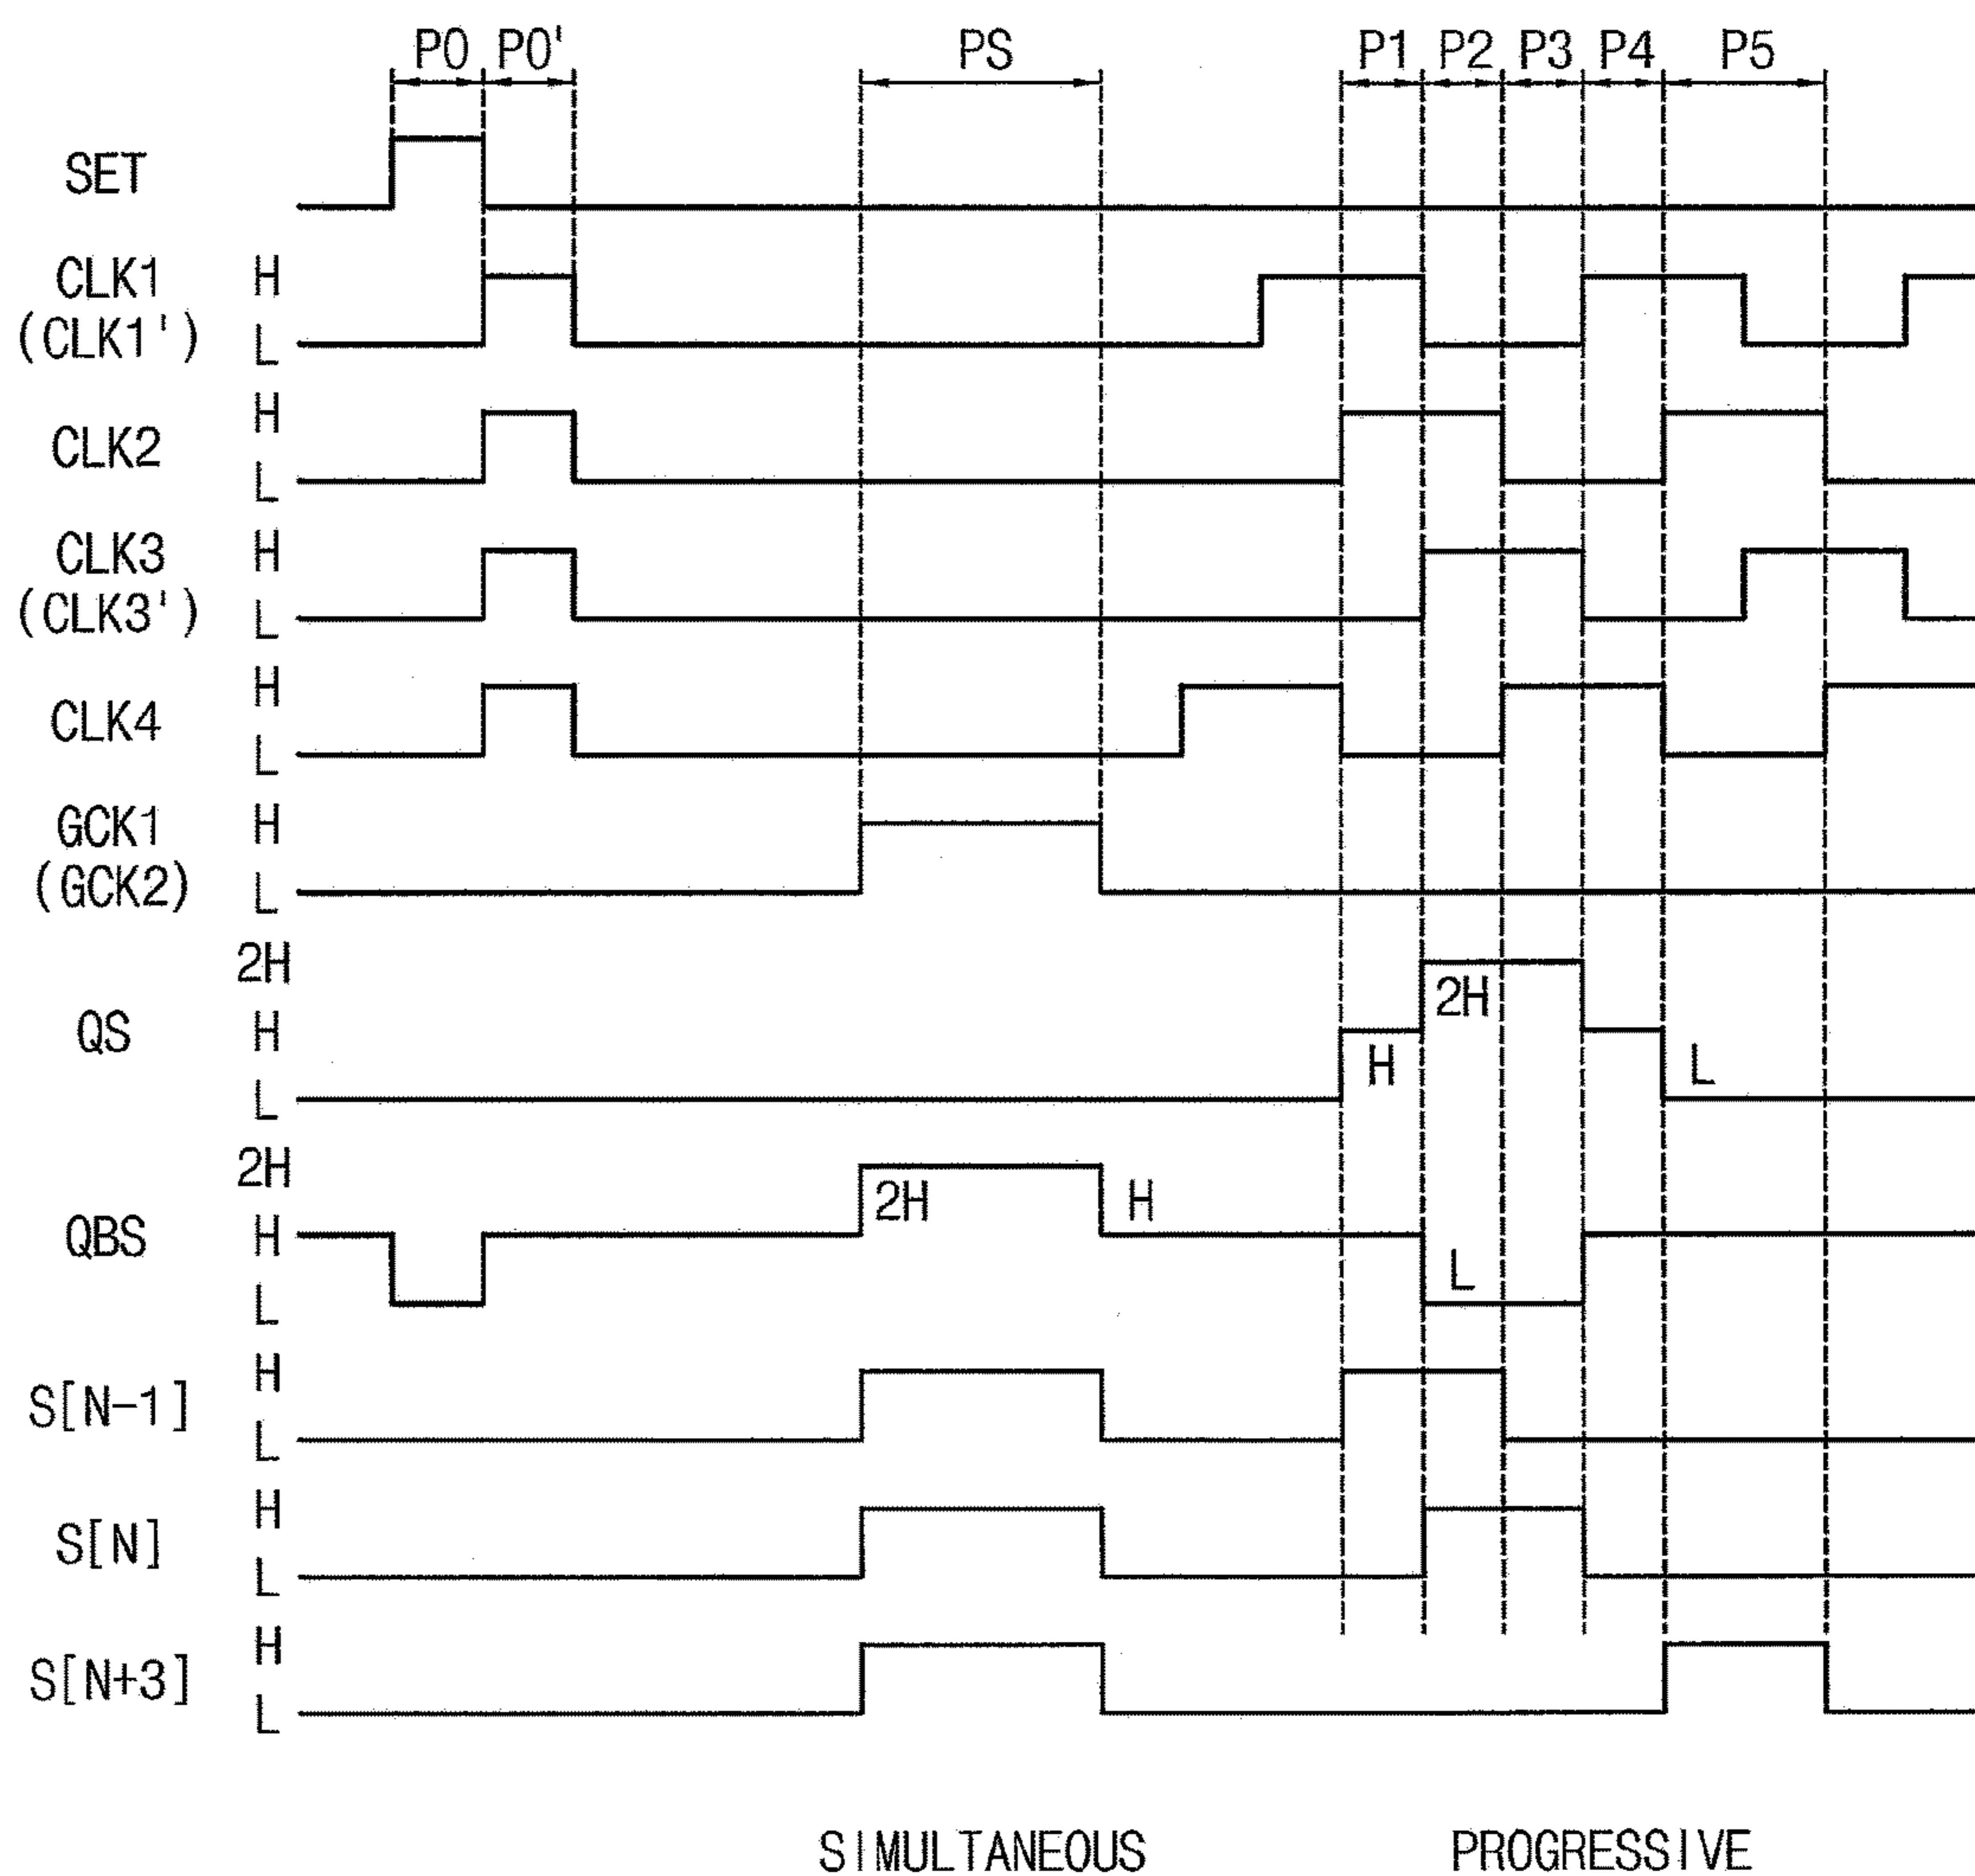 P0 P0' PS P1 P2 P3 P4 P5
SET
CLK1 H
(CLK1') L
H
CLK2
L
CLK3 H
(CLK3') L
H
CLK4
L
GCK1 H
(GCK2) L
2H
2H
QS H
H L
L
2H
2H H
QBS H
L
L
H
S[N-1]
L
H
S[N]
L
H
S[N+3]
L
SIMULTANEOUS PROGRESSIVE